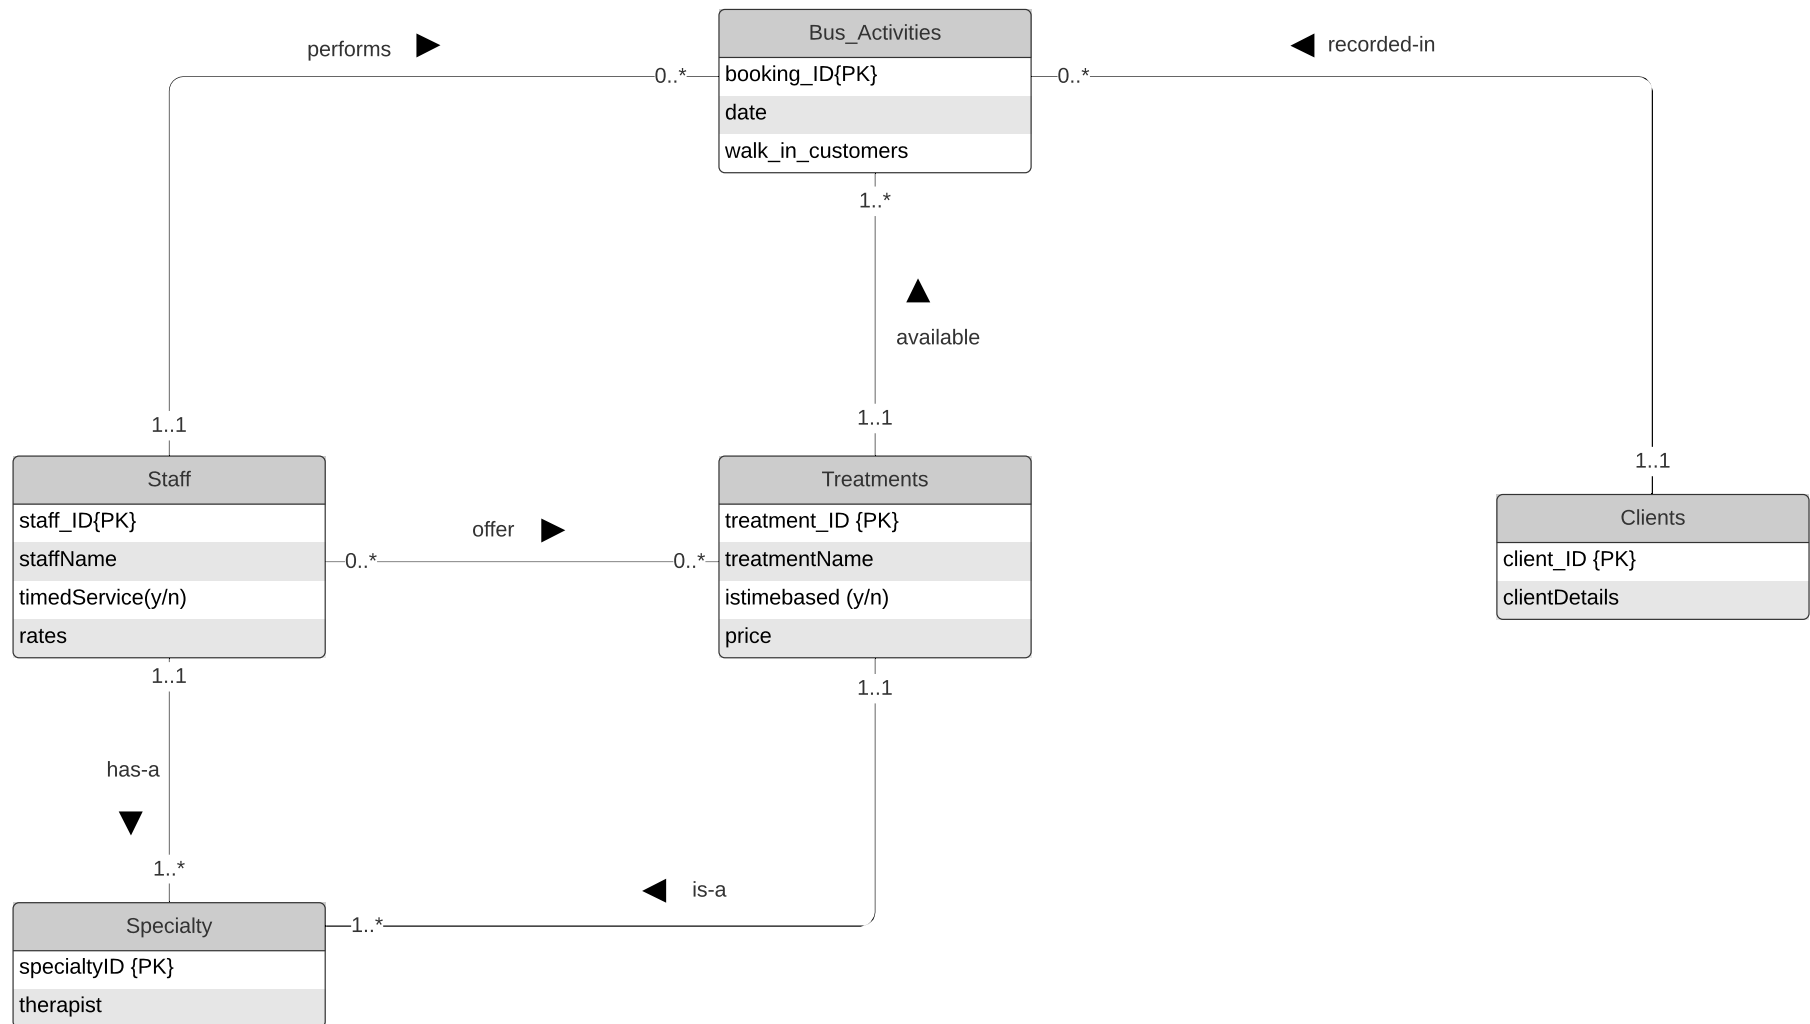 Bus_Activities
booking_ID{PK}
date
walk_in_customers
performs
recorded-in
0..*
0..*
1..*
available
1..1
1..1
1..1
Staff
staff_ID{PK}
staffName
timedService(y/n)
rates
offer
0..*
0..*
Treatments
treatment_ID {PK}
treatmentName
istimebased (y/n)
price
Clients
client_ID {PK}
clientDetails
1..1
1..1
has-a
1..*
is-a
1..*
Specialty
specialtyID {PK}
therapist